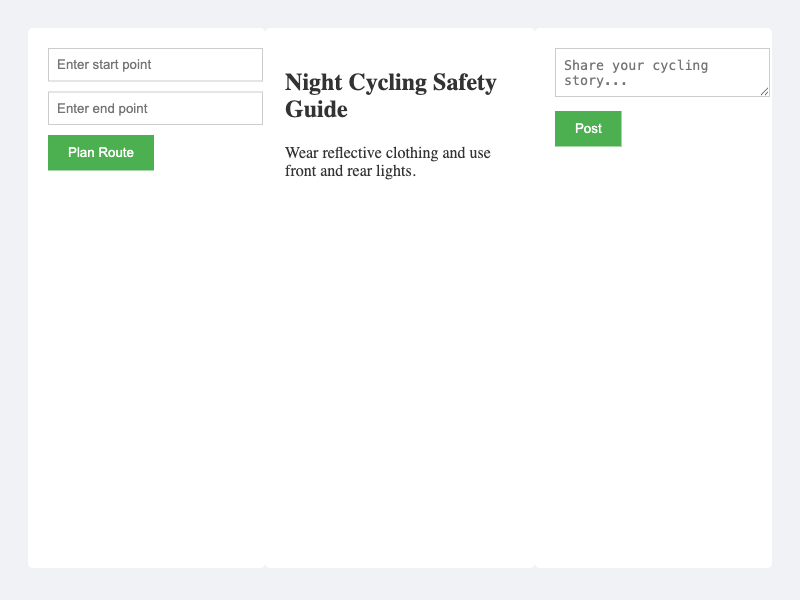 Enter start point
Enter end point
Plan Route
Night Cycling Safety
Guide
Wear reflective clothing and use
front and rear lights.
Share your cycling
story...
Post